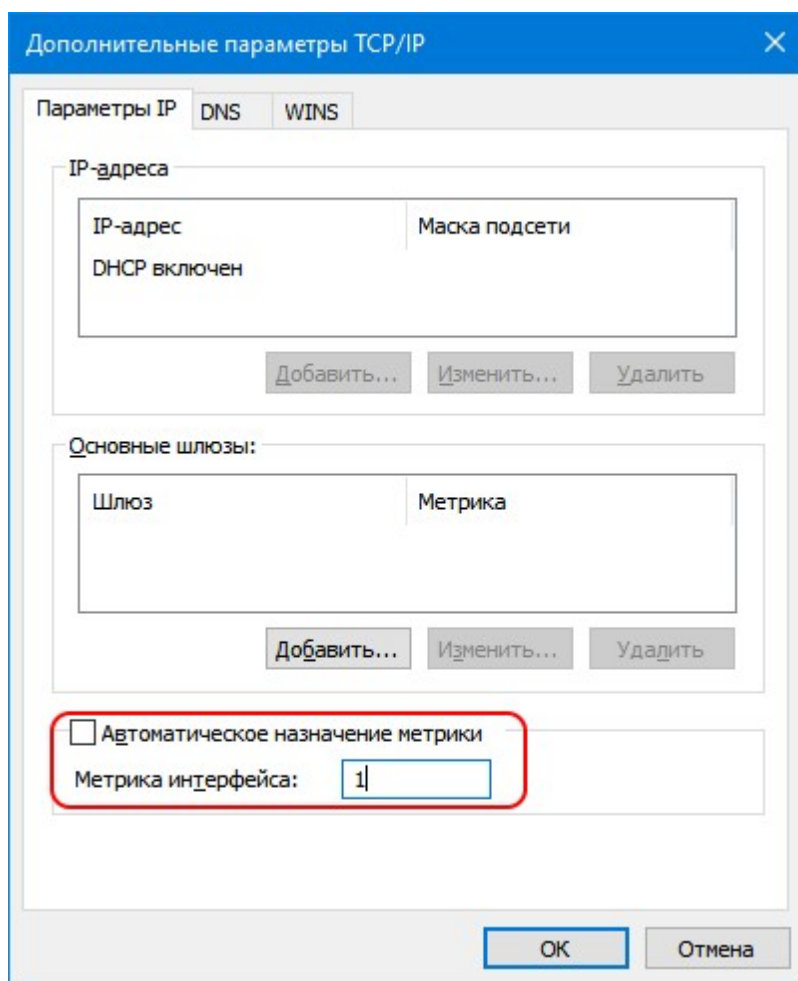 Дополнительные параметры TCP/IP
Параметры IP DNS WINS
IP-адреса
IP-адрес Маска подсети
DHCP включен
Добавить... Изменить... Удалить
Основные шлюзы:
Шлюз Метрика
Добавить... Изменить... Удалить
Автоматическое назначение метрики
Метрика интерфейса: 1
ОК Отмена